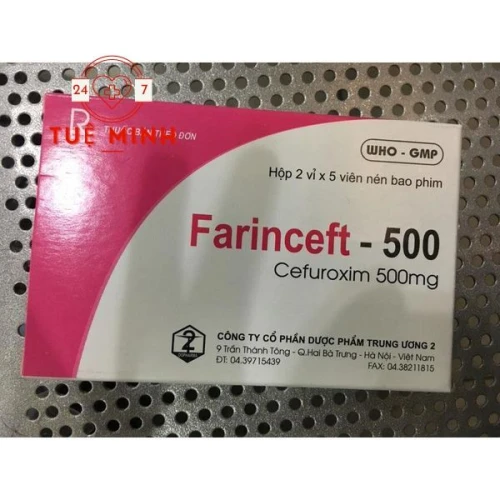 24 7
TUỆ MINH
R
ĐƠN
WHO - GMP
Hộp 2 vỉ x 5 viên nén bao phim
Farinceft - 500
Cefuroxim 500mg
2
CÔNG TY CỔ PHẦN DƯỢC PHẨM TRUNG ƯƠNG 2
9 Trần Thánh Tông - Q.Hai Bà Trưng - Hà Nội - Việt Nam
ĐT: 04.39715439 FAX: 04.38211815